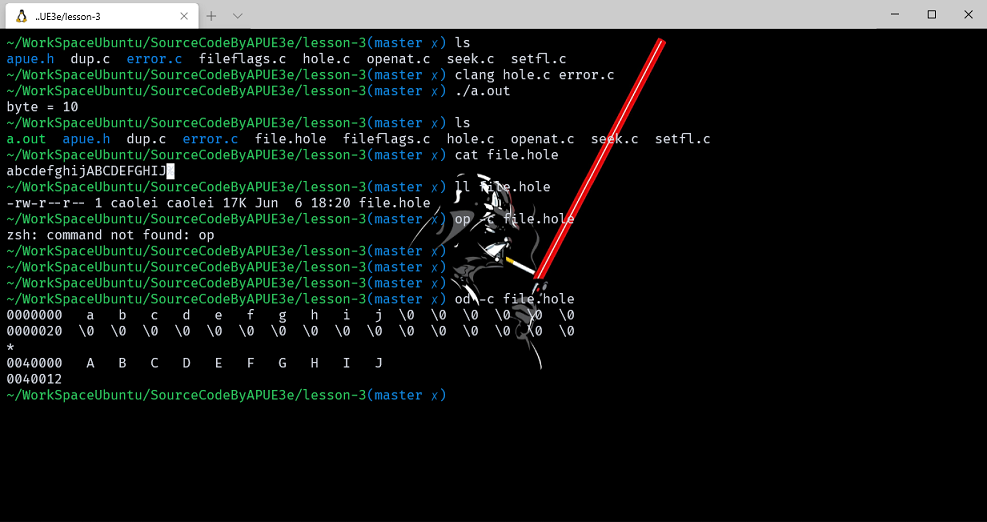 ..UE3e/lesson-3
~/WorkSpaceUbuntu/SourceCodeByAPUE3e/lesson-3(master x) ls
apue.h dup.c error.c fileflags.c hole.c openat.c seek.c setfl.c
~/WorkSpaceUbuntu/SourceCodeByAPUE3e/lesson-3(master x) clang hole.c error.c
~/WorkSpaceUbuntu/SourceCodeByAPUE3e/lesson-3(master x) ./a.out
byte = 10
~/WorkSpaceUbuntu/SourceCodeByAPUE3e/lesson-3(master x) ls
a.out apue.h dup.c error.c file.hole fileflags.c hole.c openat.c seek.c setfl.c
~/WorkSpaceUbuntu/SourceCodeByAPUE3e/lesson-3(master x) cat file.hole
abcdefghijABCDEFGHIJ
~/WorkSpaceUbuntu/SourceCodeByAPUE3e/lesson-3(master x) ll file.hole
-rw-r--r-- 1 caolei caolei 17K Jun 6 18:20 file.hole
~/WorkSpaceUbuntu/SourceCodeByAPUE3e/lesson-3(master x) op -c file.hole
zsh: command not found: op
~/WorkSpaceUbuntu/SourceCodeByAPUE3e/lesson-3(master x)
~/WorkSpaceUbuntu/SourceCodeByAPUE3e/lesson-3(master x)
~/WorkSpaceUbuntu/SourceCodeByAPUE3e/lesson-3(master x)
~/WorkSpaceUbuntu/SourceCodeByAPUE3e/lesson-3(master x) od -c file.hole
0000000 a b c d e f g h i j \0 \0 \0 \0 \0 \0
0000020 \0 \0 \0 \0 \0 \0 \0 \0 \0 \0 \0 \0 \0 \0 \0 \0
*
0040000 A B C D E F G H I J
0040012
~/WorkSpaceUbuntu/SourceCodeByAPUE3e/lesson-3(master x)